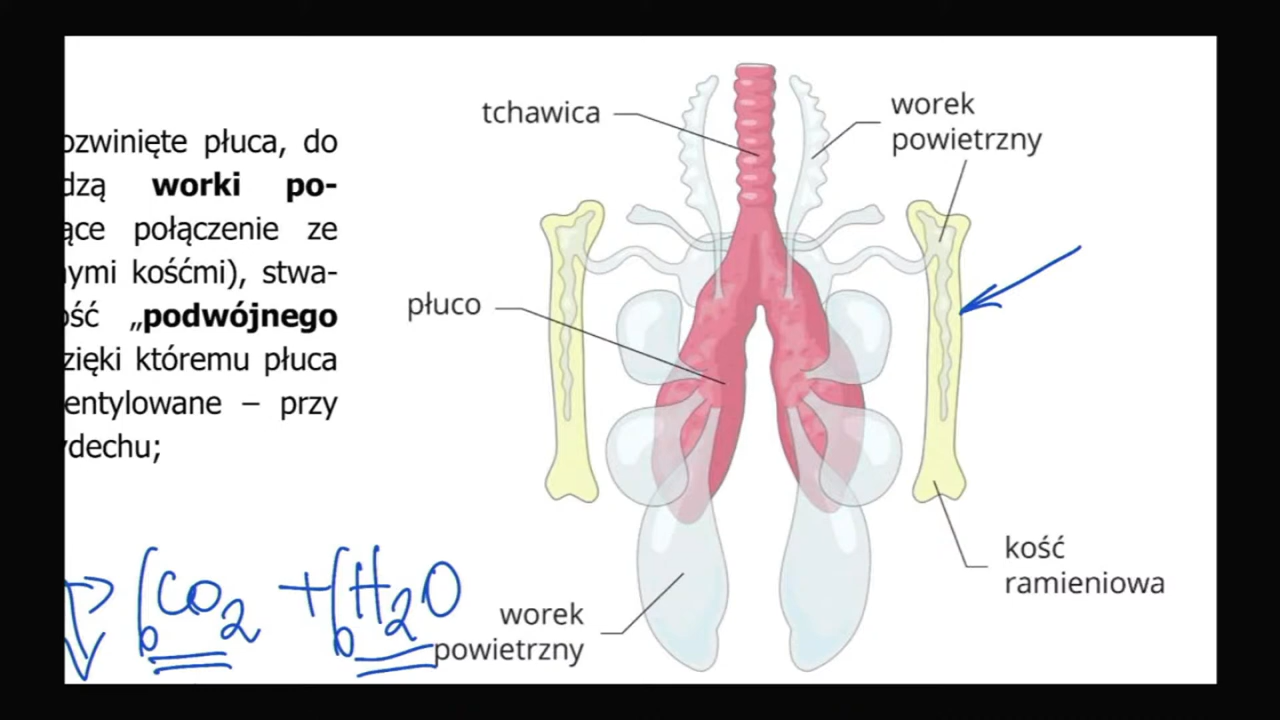 ozwinięte płuca, do
dzą worki po-
ące połączenie ze
nymi kośćmi), stwa-
ość „podwójnego
zięki któremu płuca
entylowane – przy
ydechu;
tchawica
worek
powietrzny
płuco
kość
ramieniowa
worek
powietrzny
6CO₂ + 6H₂O